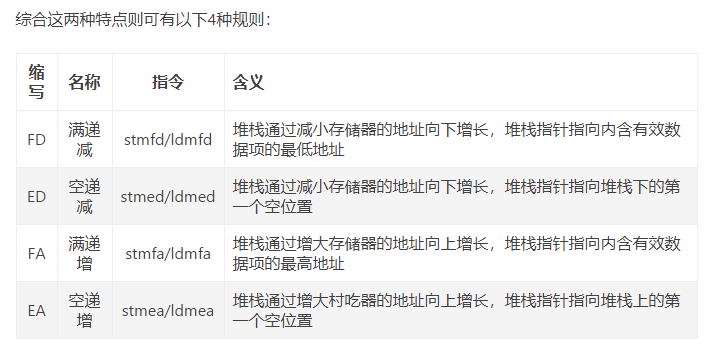 综合这两种特点则可有以下4种规则：
缩写 名称 指令 含义
FD 满递减 stmfd/ldmfd 堆栈通过减小存储器的地址向下增长，堆栈指针指向内含有效数据项的最低地址
ED 空递减 stmed/ldmed 堆栈通过减小存储器的地址向下增长，堆栈指针指向堆栈下的第一个空位置
FA 满递增 stmfa/ldmfa 堆栈通过增大存储器的地址向上增长，堆栈指针指向内含有效数据项的最高地址
EA 空递增 stmea/ldmea 堆栈通过增大村吃器的地址向上增长，堆栈指针指向堆栈上的第一个空位置